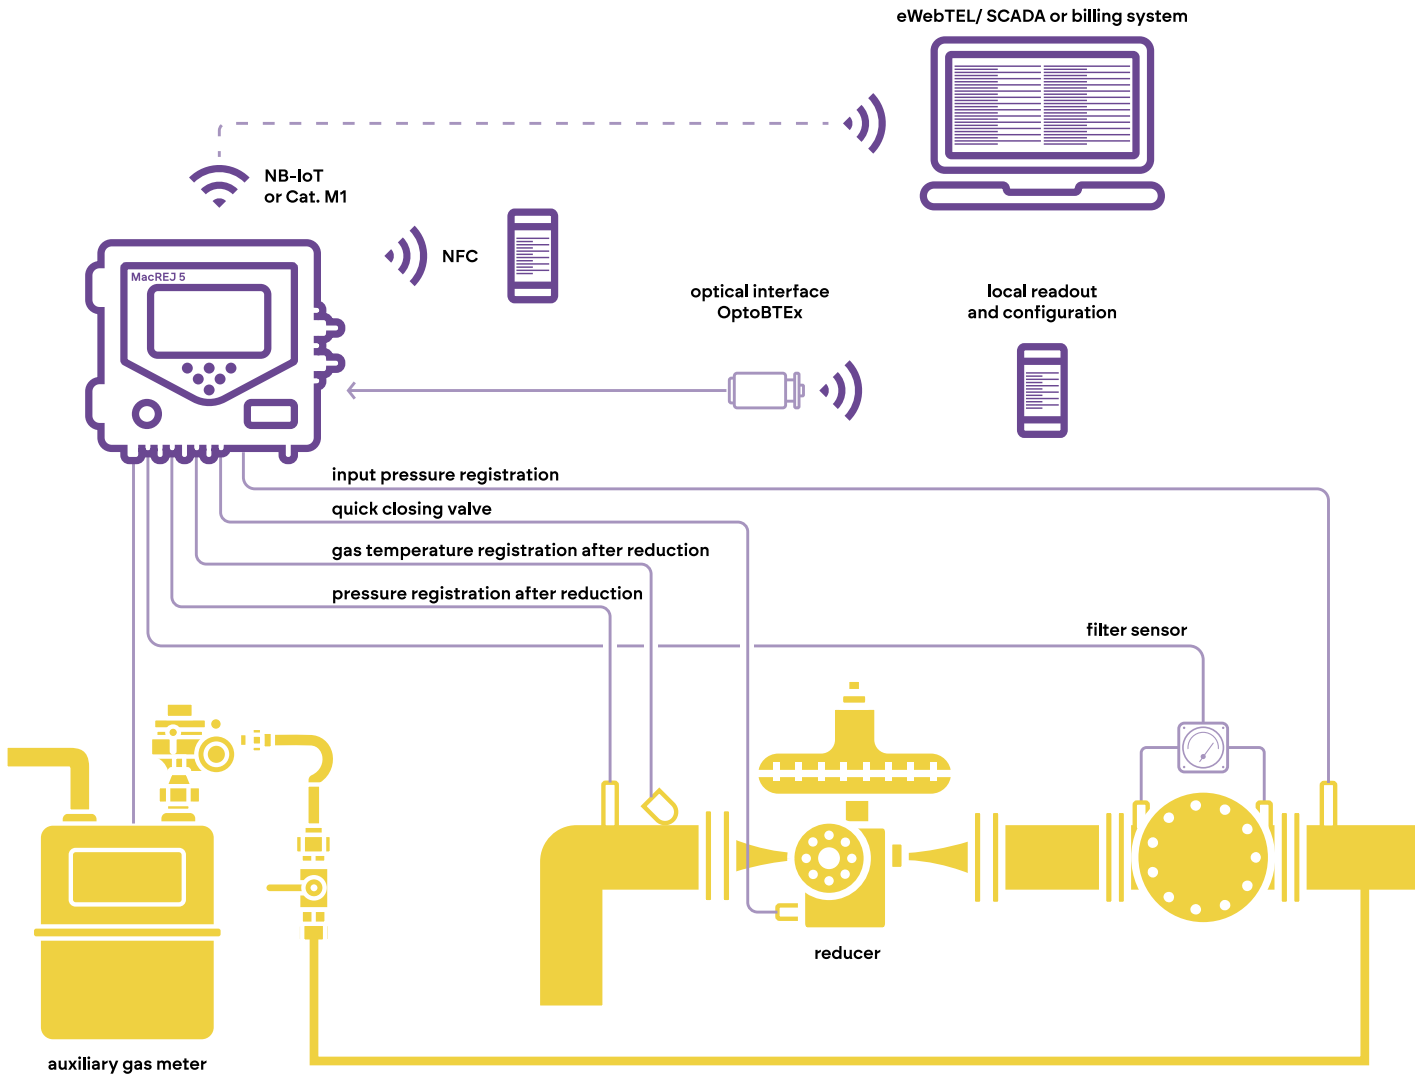 eWebTEL/ SCADA or billing system
NB-IoT
or Cat. M1
NFC
MacREJ 5
optical interface
OptoBTEx
local readout
and configuration
input pressure registration
quick closing valve
gas temperature registration after reduction
pressure registration after reduction
filter sensor
reducer
auxiliary gas meter